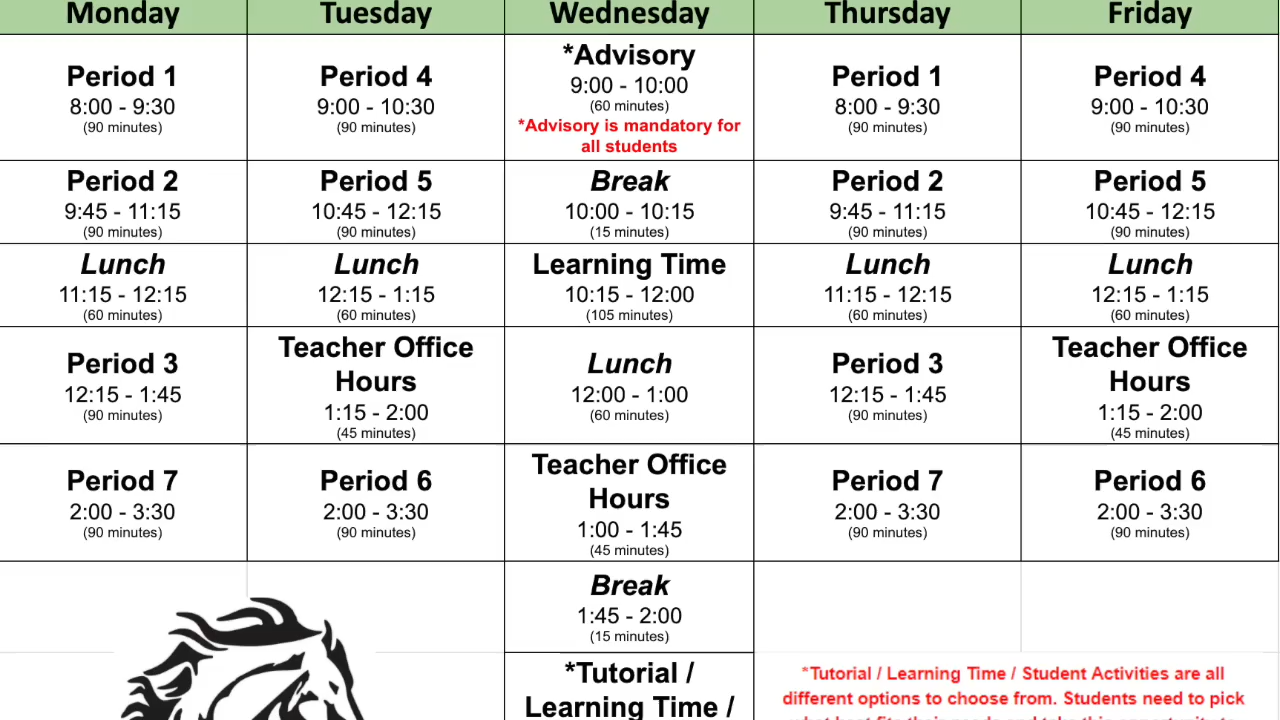 Monday Tuesday Wednesday Thursday Friday
Period 1
8:00 - 9:30
(90 minutes)
Period 4
9:00 - 10:30
(90 minutes)
*Advisory
9:00 - 10:00
(60 minutes)
*Advisory is mandatory for
all students
Period 1
8:00 - 9:30
(90 minutes)
Period 4
9:00 - 10:30
(90 minutes)
Period 2
9:45 - 11:15
(90 minutes)
Period 5
10:45 - 12:15
(90 minutes)
Break
10:00 - 10:15
(15 minutes)
Period 2
9:45 - 11:15
(90 minutes)
Period 5
10:45 - 12:15
(90 minutes)
Lunch
11:15 - 12:15
(60 minutes)
Lunch
12:15 - 1:15
(60 minutes)
Learning Time
10:15 - 12:00
(105 minutes)
Lunch
11:15 - 12:15
(60 minutes)
Lunch
12:15 - 1:15
(60 minutes)
Period 3
12:15 - 1:45
(90 minutes)
Teacher Office
Hours
1:15 - 2:00
(45 minutes)
Lunch
12:00 - 1:00
(60 minutes)
Period 3
12:15 - 1:45
(90 minutes)
Teacher Office
Hours
1:15 - 2:00
(45 minutes)
Period 7
2:00 - 3:30
(90 minutes)
Period 6
2:00 - 3:30
(90 minutes)
Teacher Office
Hours
1:00 - 1:45
(45 minutes)
Period 7
2:00 - 3:30
(90 minutes)
Period 6
2:00 - 3:30
(90 minutes)
Break
1:45 - 2:00
(15 minutes)
*Tutorial /
Learning Time /
*Tutorial / Learning Time / Student Activities are all
different options to choose from. Students need to pick